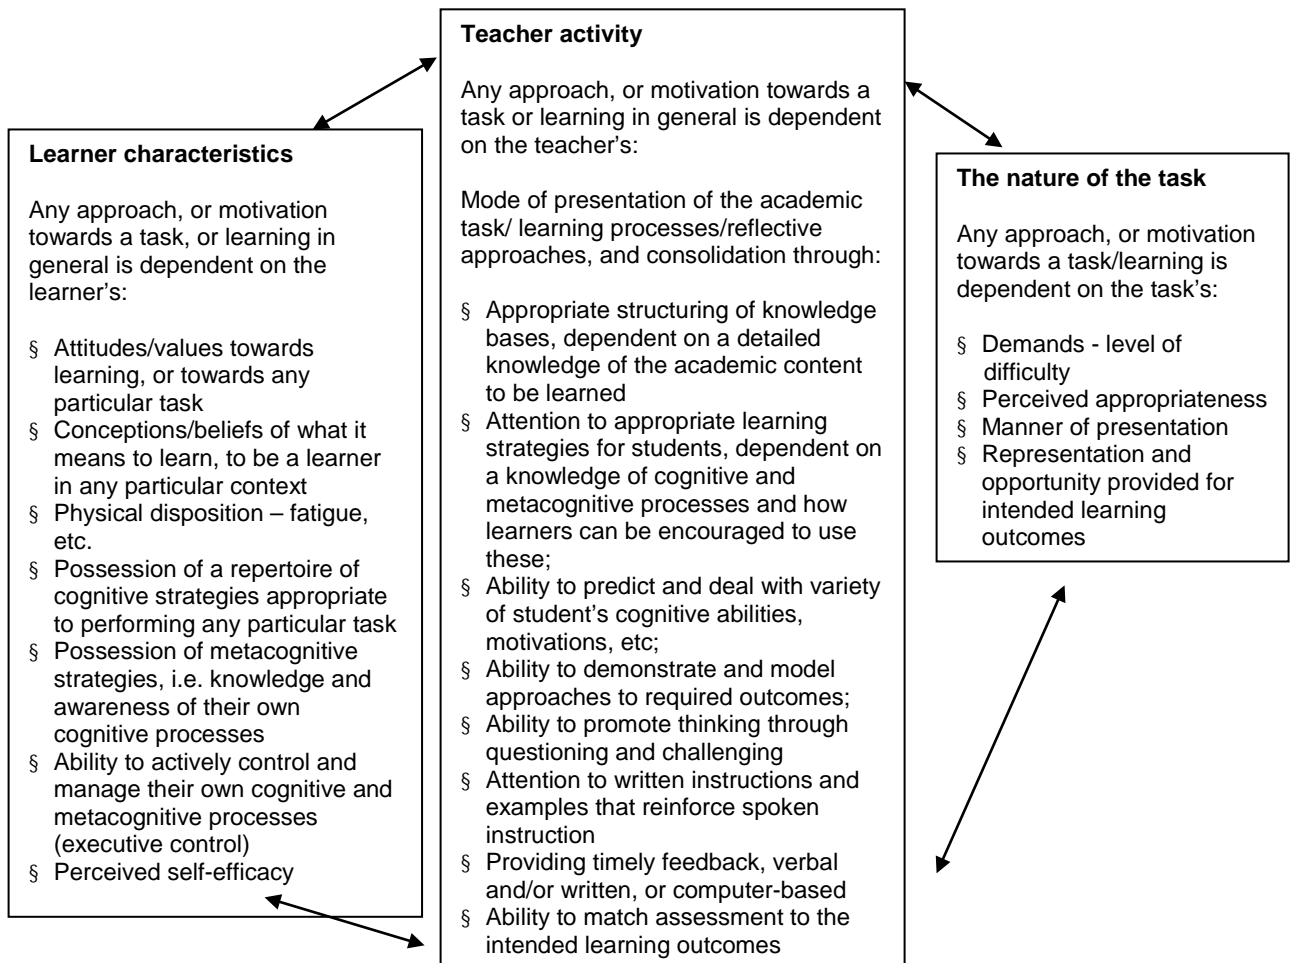 Teacher activity
Any approach, or motivation towards a
task or learning in general is dependent
on the teacher's:
Mode of presentation of the academic
task/ learning processes/reflective
approaches, and consolidation through:
§ Appropriate structuring of knowledge
bases, dependent on a detailed
knowledge of the academic content
to be learned
§ Attention to appropriate learning
strategies for students, dependent on
a knowledge of cognitive and
metacognitive processes and how
learners can be encouraged to use
these;
§ Ability to predict and deal with variety
of student's cognitive abilities,
motivations, etc;
§ Ability to demonstrate and model
approaches to required outcomes;
§ Ability to promote thinking through
questioning and challenging
§ Attention to written instructions and
examples that reinforce spoken
instruction
§ Providing timely feedback, verbal
and/or written, or computer-based
§ Ability to match assessment to the
intended learning outcomes
Learner characteristics
Any approach, or motivation
towards a task, or learning in
general is dependent on the
learner's:
§ Attitudes/values towards
learning, or towards any
particular task
§ Conceptions/beliefs of what it
means to learn, to be a learner
in any particular context
§ Physical disposition – fatigue,
etc.
§ Possession of a repertoire of
cognitive strategies appropriate
to performing any particular task
§ Possession of metacognitive
strategies, i.e. knowledge and
awareness of their own
cognitive processes
§ Ability to actively control and
manage their own cognitive and
metacognitive processes
(executive control)
§ Perceived self-efficacy
The nature of the task
Any approach, or motivation
towards a task/learning is
dependent on the task's:
§ Demands - level of
difficulty
§ Perceived appropriateness
§ Manner of presentation
§ Representation and
opportunity provided for
intended learning
outcomes